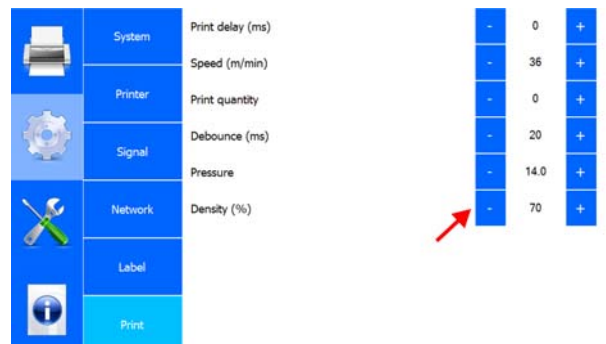 System
Printer
Signal
Network
Label
Print
Print delay (ms) - 0 +
Speed (m/min) - 36 +
Print quantity - 0 +
Debounce (ms) - 20 +
Pressure - 14.0 +
Density (%) - 70 +